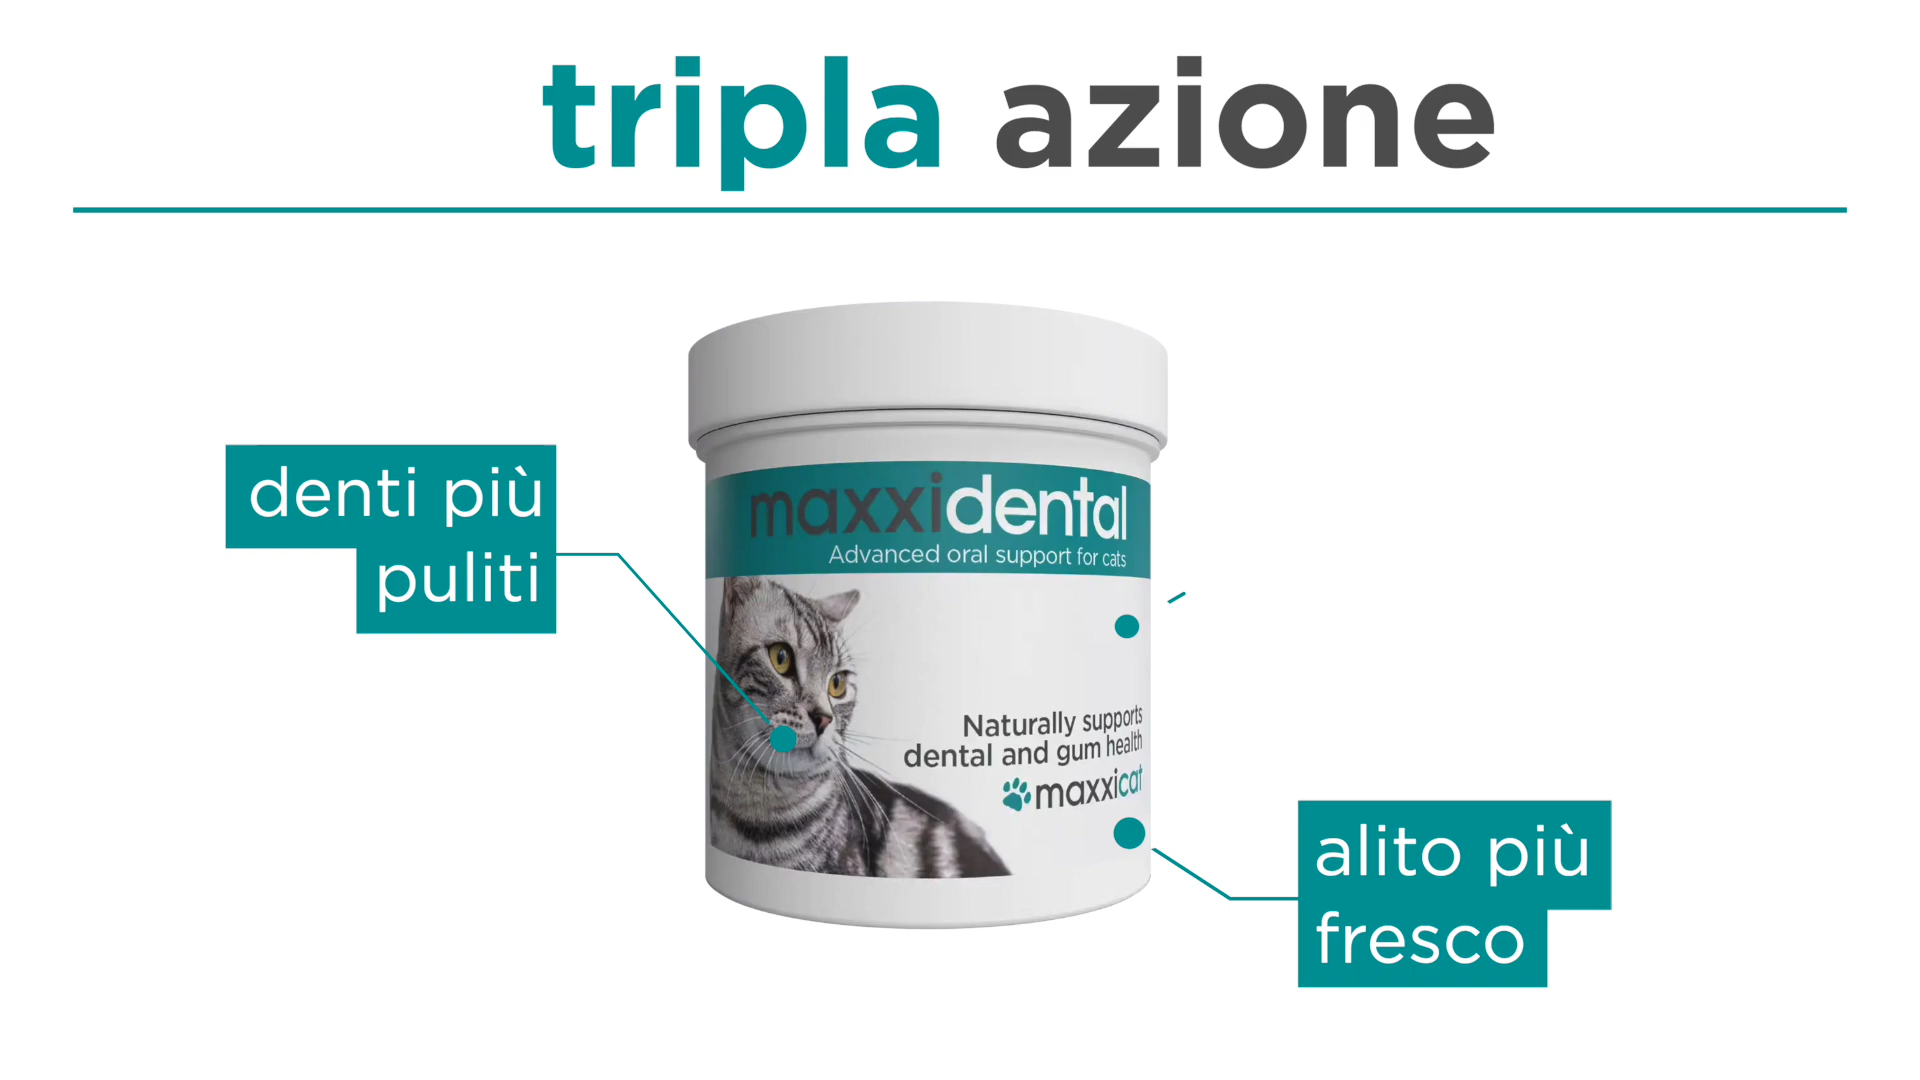 tripla azione
denti più
puliti
maxxidental
Advanced oral support for cats
Naturally supports
dental and gum health
maxxicat
alito più
fresco